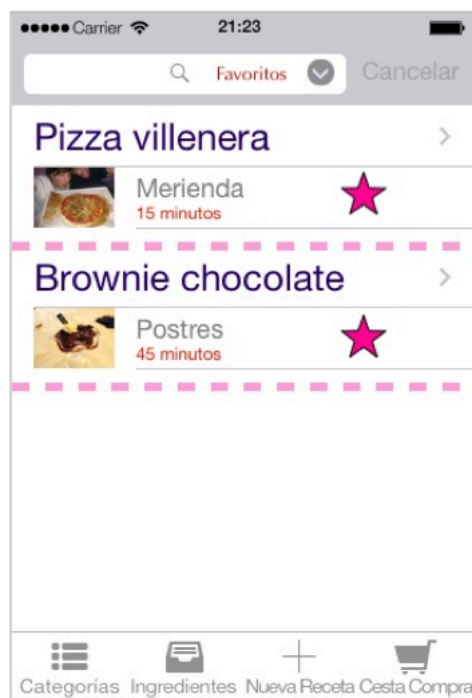 Carrier 21:23
Favoritos Cancelar
Pizza villenera
Merienda
15 minutos
Brownie chocolate
Postres
45 minutos
Categorías Ingredientes Nueva Receta Cesta Compra